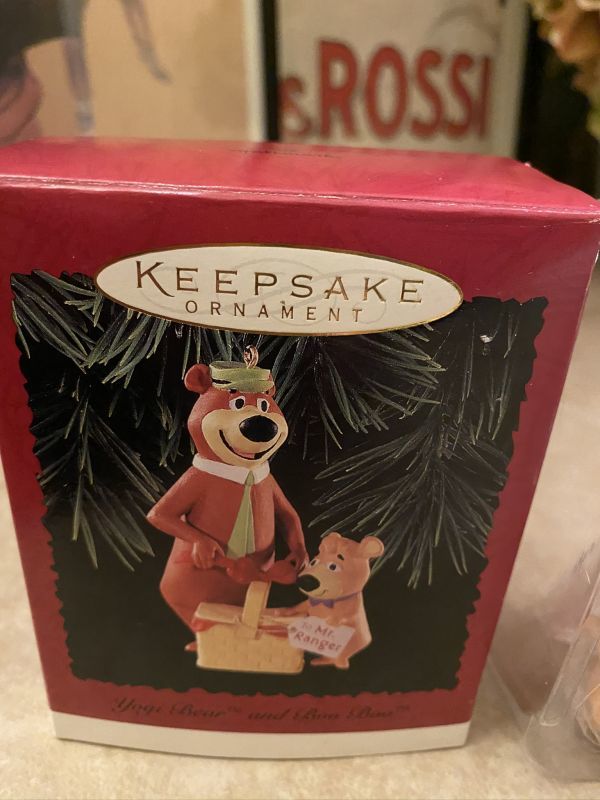 s.ROSSI
KEEPSAKE
ORNAMENT
To Mr.
Ranger
Yogi Bear™ and Boo Boo™